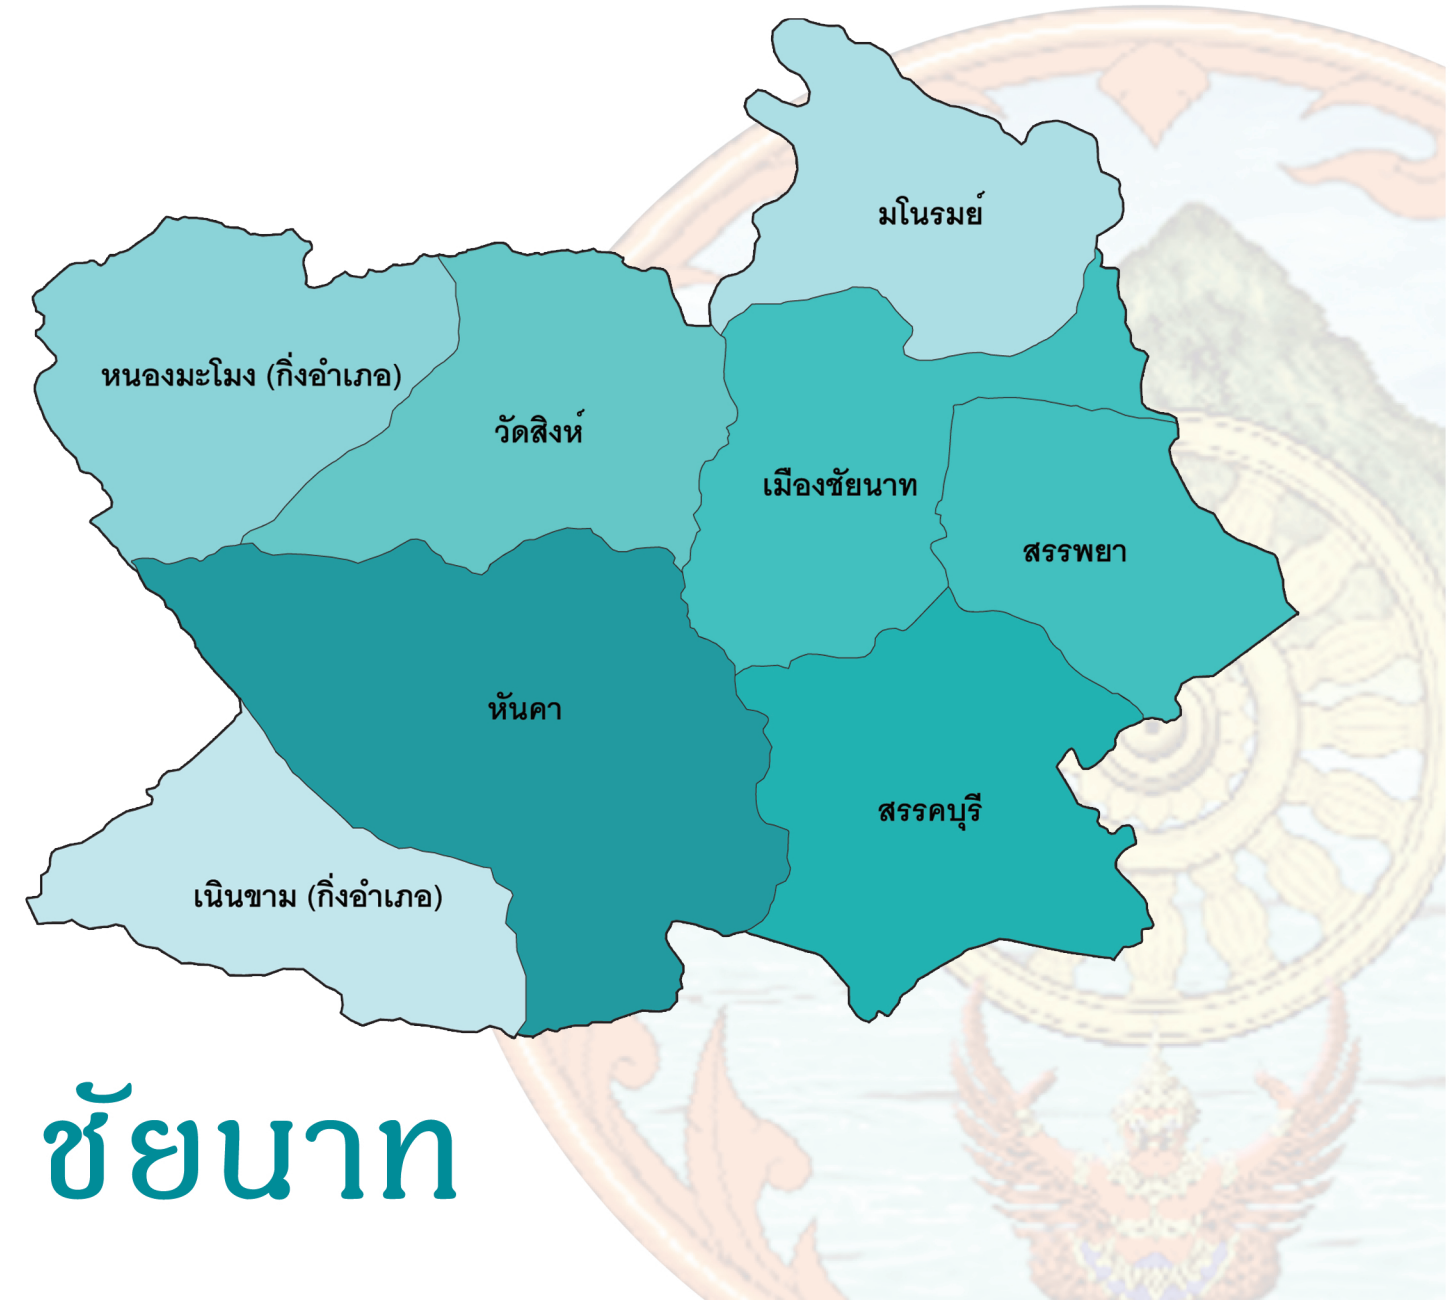 มโนรมย์
หนองมะโมง (กิ่งอำเภอ)
วัดสิงห์
เมืองชัยนาท
สรรพยา
หันคา
สรรคบุรี
เนินขาม (กิ่งอำเภอ)
ชัยนาท